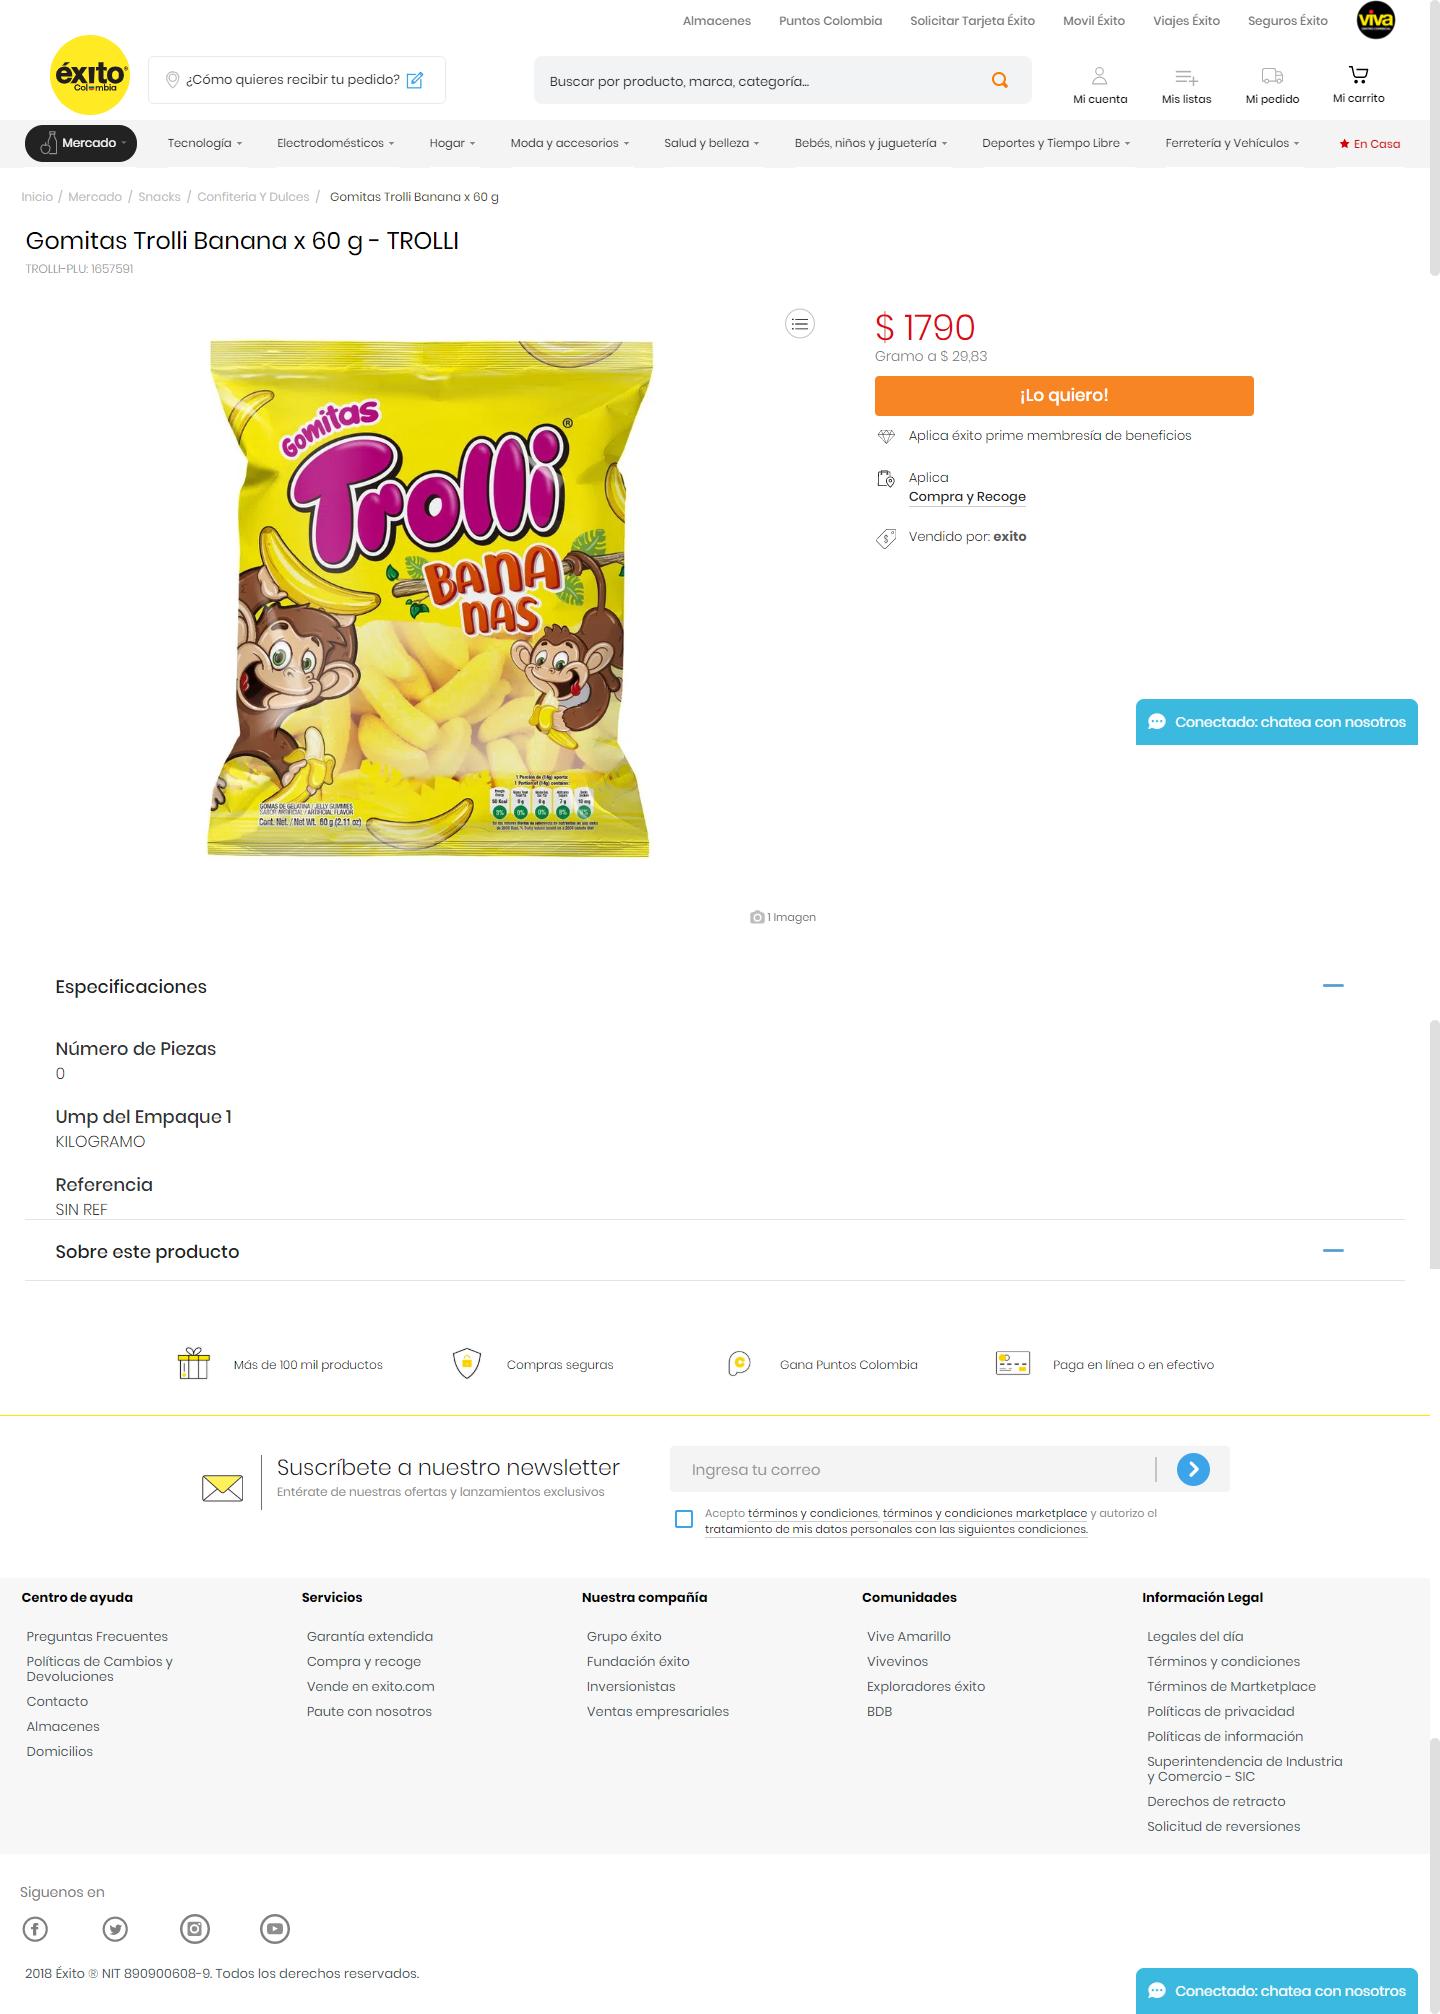 Almacenes Puntos Colombia Solicitar Tarjeta Éxito Movil Éxito Viajes Éxito Seguros Éxito viva
éxito
Colombia
¿Cómo quieres recibir tu pedido?
Buscar por producto, marca, categoría...
Mi cuenta Mis listas Mi pedido Mi carrito
Mercado Tecnología Electrodomésticos Hogar Moda y accesorios Salud y belleza Bebés, niños y juguetería Deportes y Tiempo Libre Ferretería y Vehículos En Casa
Inicio / Mercado / Snacks / Confiteria Y Dulces / Gomitas Trolli Banana x 60 g
Gomitas Trolli Banana x 60 g - TROLLI
TROLLI-PLU: 1657591
Gomitas
Trolli®
BANA
NAS
GOMAS DE GELATINA / JELLY GUMMIES
SABOR ARTIFICIAL / ARTIFICIAL FLAVOR
Cont. Net. / Net Wt. 60 g (2.11 oz)
$ 1790
Gramo a $ 29,83
¡Lo quiero!
Aplica éxito prime membresía de beneficios
Aplica
Compra y Recoge
Vendido por: exito
Conectado: chatea con nosotros
1 Imagen
Especificaciones
Número de Piezas
0
Ump del Empaque 1
KILOGRAMO
Referencia
SIN REF
Sobre este producto
Más de 100 mil productos Compras seguras Gana Puntos Colombia Paga en línea o en efectivo
Suscríbete a nuestro newsletter
Entérate de nuestras ofertas y lanzamientos exclusivos
Ingresa tu correo
Acepto términos y condiciones, términos y condiciones marketplace y autorizo el
tratamiento de mis datos personales con las siguientes condiciones.
Centro de ayuda
Preguntas Frecuentes
Políticas de Cambios y
Devoluciones
Contacto
Almacenes
Domicilios
Servicios
Garantía extendida
Compra y recoge
Vende en exito.com
Paute con nosotros
Nuestra compañía
Grupo éxito
Fundación éxito
Inversionistas
Ventas empresariales
Comunidades
Vive Amarillo
Vivevinos
Exploradores éxito
BDB
Información Legal
Legales del día
Términos y condiciones
Términos de Martketplace
Políticas de privacidad
Políticas de información
Superintendencia de Industria
y Comercio - SIC
Derechos de retracto
Solicitud de reversiones
Siguenos en
2018 Éxito ® NIT 890900608-9. Todos los derechos reservados.
Conectado: chatea con nosotros